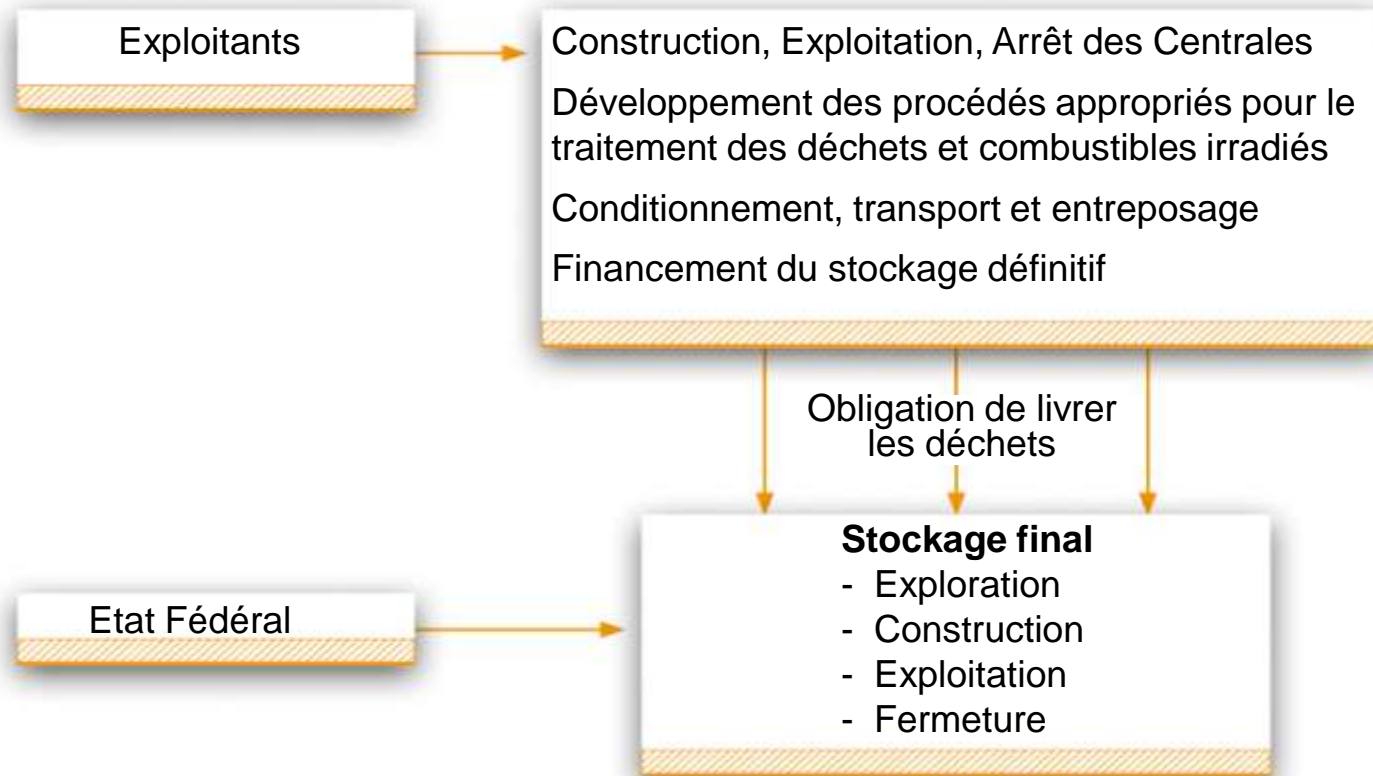 Exploitants
Construction, Exploitation, Arrêt des Centrales
Développement des procédés appropriés pour le
traitement des déchets et combustibles irradiés
Conditionnement, transport et entreposage
Financement du stockage définitif
Obligation de livrer
les déchets
Etat Fédéral
Stockage final
- Exploration
- Construction
- Exploitation
- Fermeture